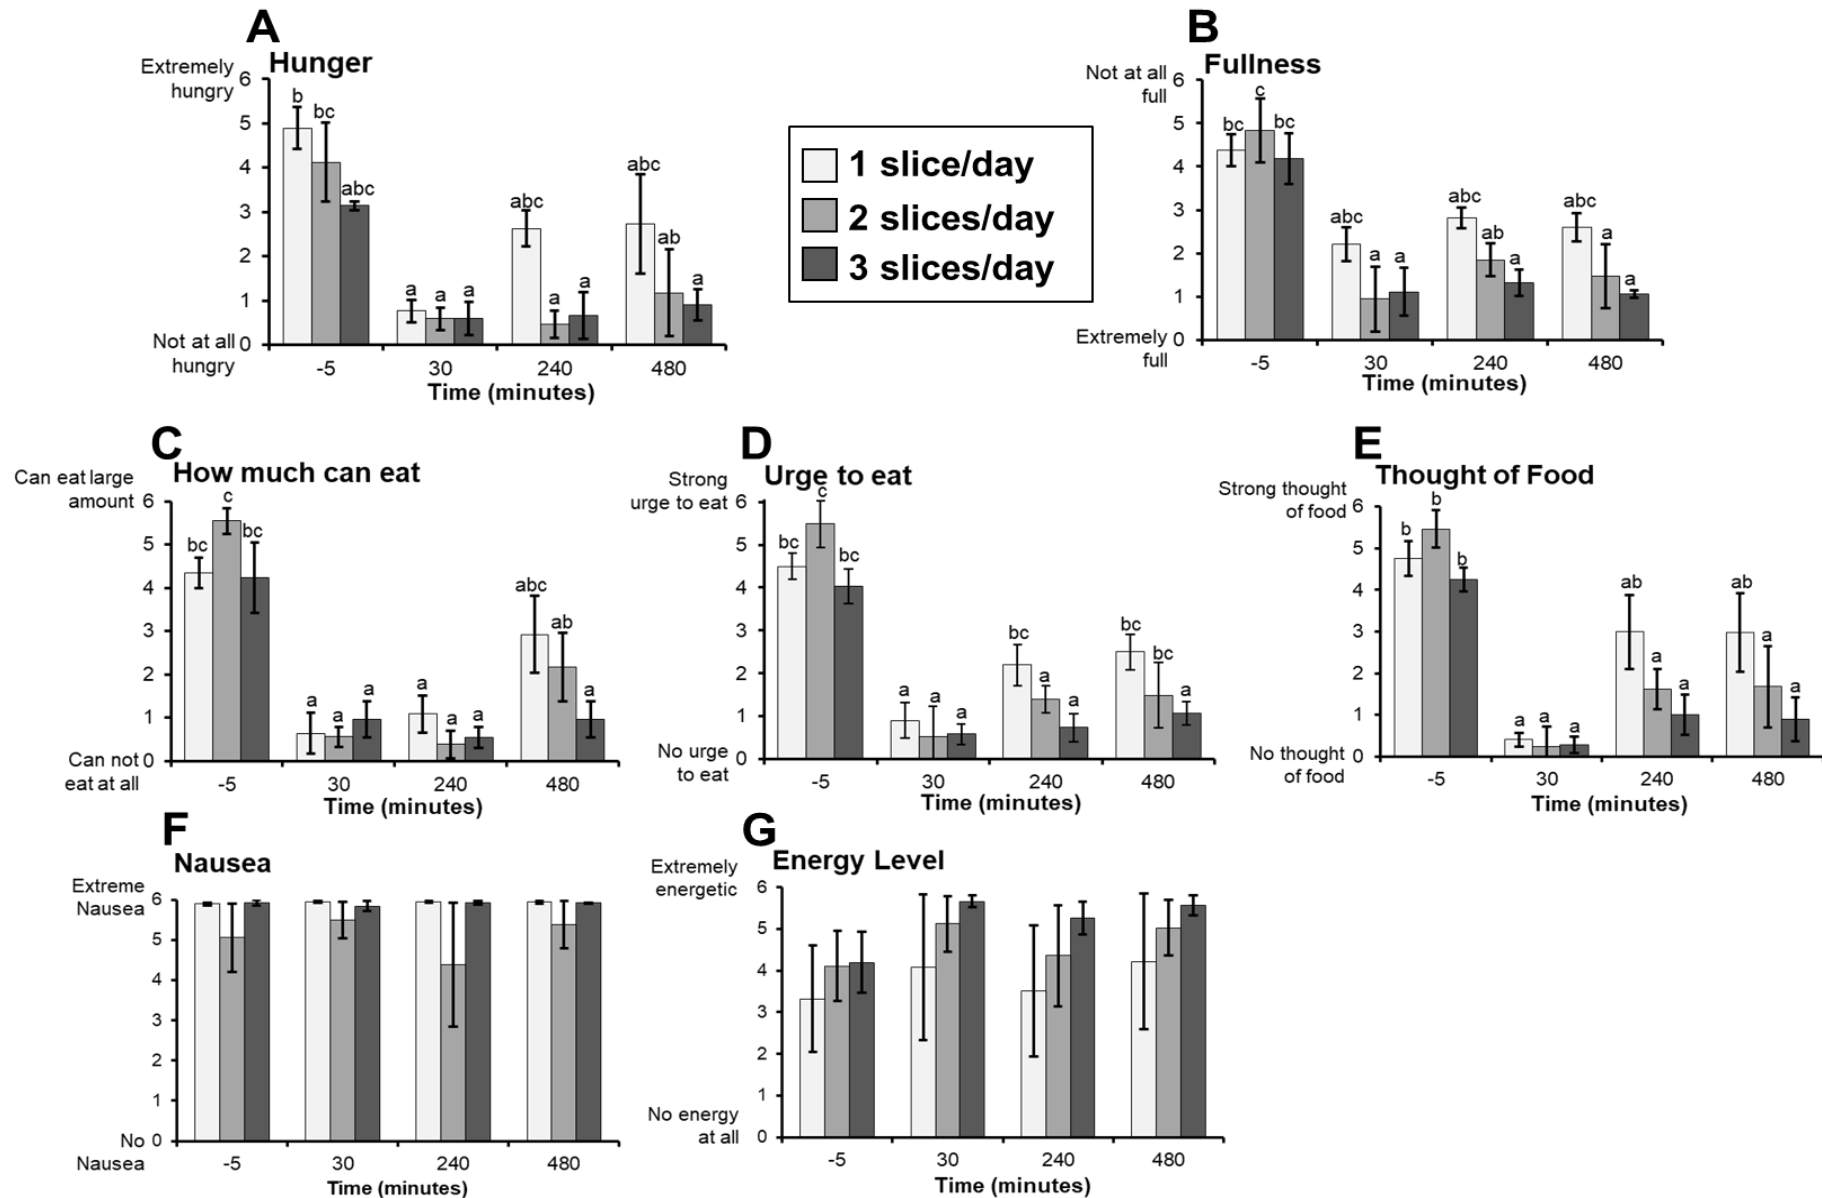 A
Hunger
Extremely
hungry
6
5
4
3
2
1
0
Not at all
hungry
b
bc
abc
a
a
a
abc
a
a
abc
ab
a
-5
30
240
480
Time (minutes)
1 slice/day
2 slices/day
3 slices/day
B
Fullness
Not at all
full
6
5
4
3
2
1
0
Extremely
full
bc
c
bc
abc
a
a
abc
ab
a
abc
a
a
-5
30
240
480
Time (minutes)
C
How much can eat
Can eat large
amount
6
5
4
3
2
1
0
Can not
eat at all
bc
c
bc
a
a
a
a
a
a
abc
ab
a
-5
30
240
480
Time (minutes)
D
Urge to eat
Strong
urge to eat
6
5
4
3
2
1
0
No urge
to eat
bc
c
bc
a
a
a
bc
a
a
bc
bc
a
-5
30
240
480
Time (minutes)
E
Thought of Food
Strong thought
of food
6
5
4
3
2
1
0
No thought
of food
b
b
b
a
a
a
ab
a
a
ab
a
a
-5
30
240
480
Time (minutes)
F
Nausea
Extreme
Nausea
6
5
4
3
2
1
0
No
Nausea
-5
30
240
480
Time (minutes)
G
Energy Level
Extremely
energetic
6
5
4
3
2
1
0
No energy
at all
-5
30
240
480
Time (minutes)